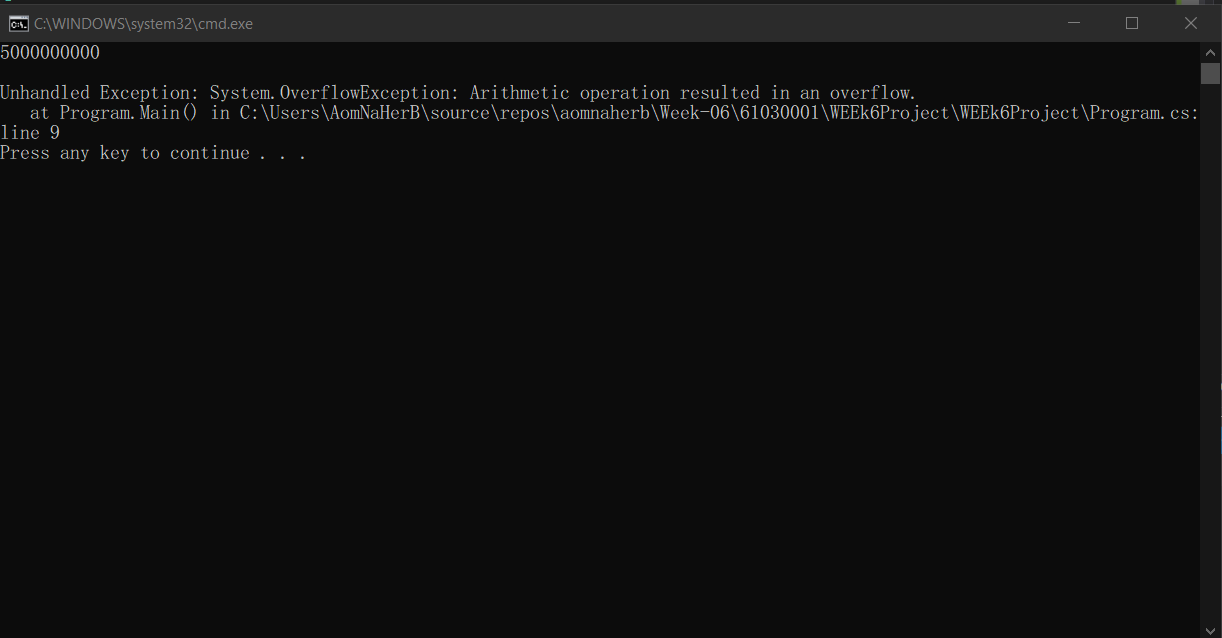 C:\WINDOWS\system32\cmd.exe
5000000000
Unhandled Exception: System.OverflowException: Arithmetic operation resulted in an overflow.
   at Program.Main() in C:\Users\AomNaHerB\source\repos\aomnaherb\Week-06\61030001\WEEk6Project\WEEk6Project\Program.cs:
line 9
Press any key to continue . . .